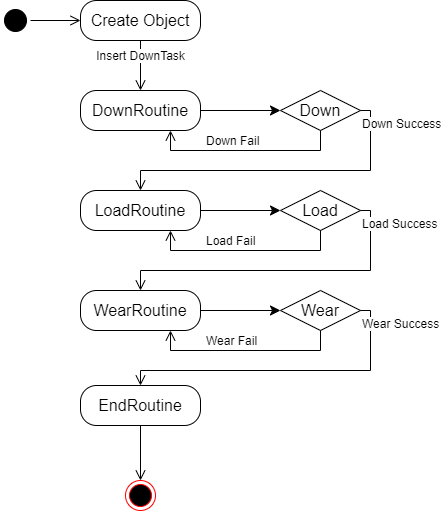 Create Object
Insert DownTask
DownRoutine
Down
Down Success
Down Fail
LoadRoutine
Load
Load Success
Load Fail
WearRoutine
Wear
Wear Success
Wear Fail
EndRoutine